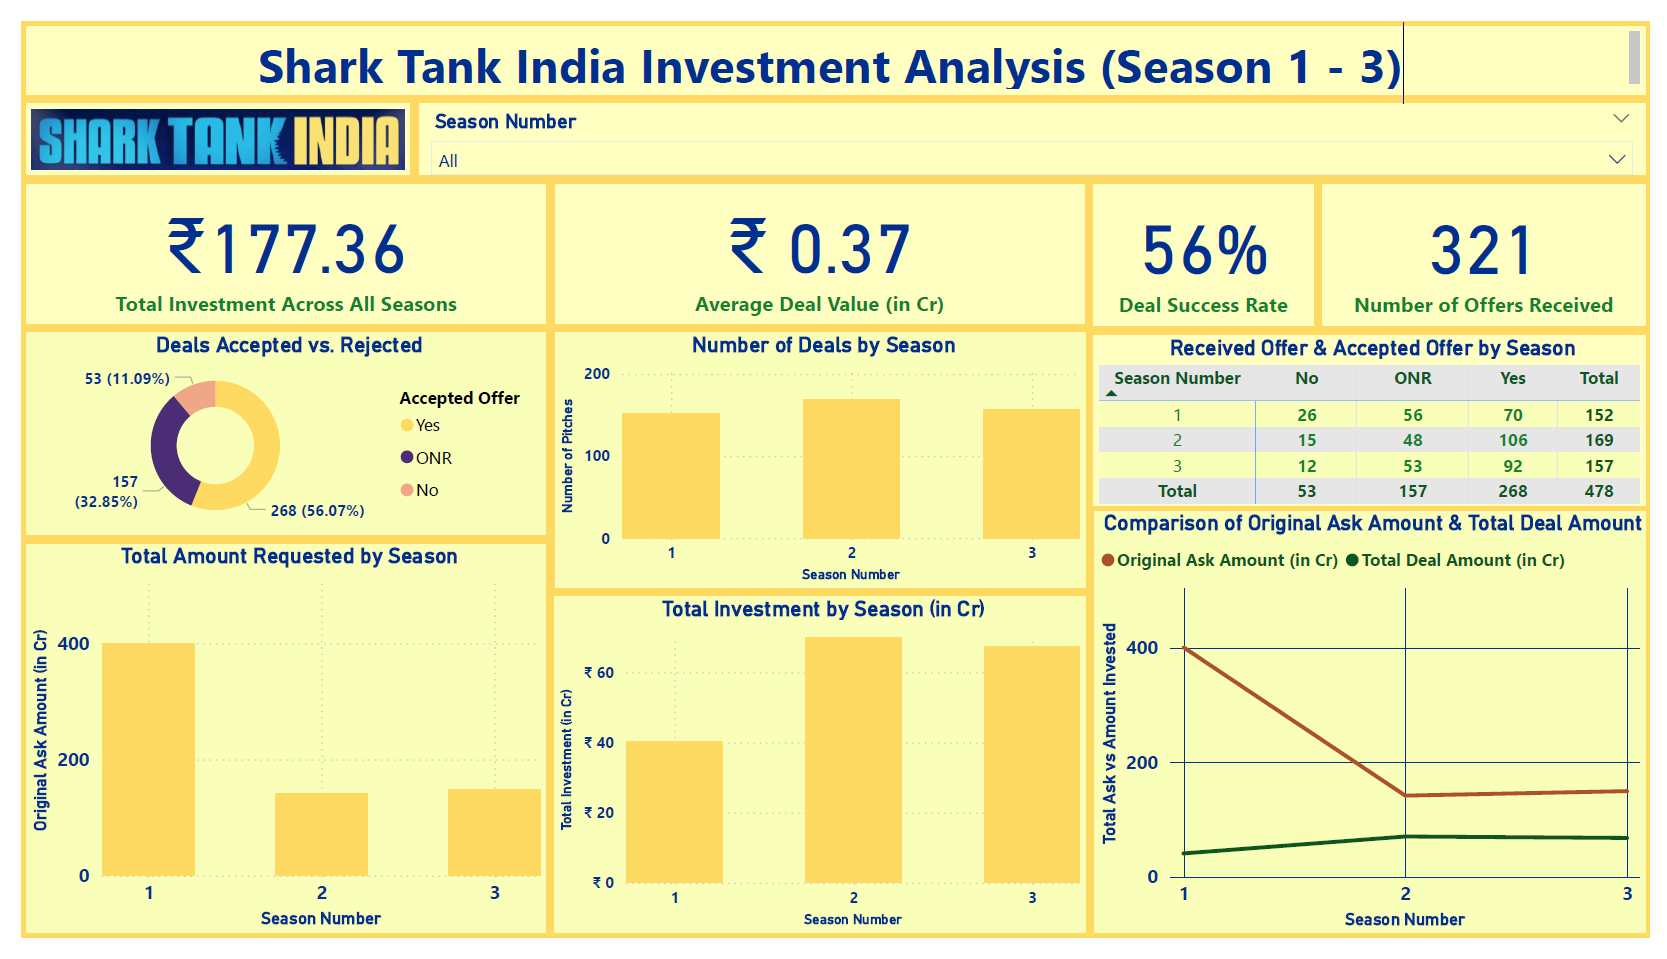 Shark Tank India Investment Analysis (Season 1 - 3)
SHARK TANK INDIA
Season Number
All
₹177.36
Total Investment Across All Seasons
₹ 0.37
Average Deal Value (in Cr)
56%
Deal Success Rate
321
Number of Offers Received
Deals Accepted vs. Rejected
53 (11.09%)
157
(32.85%)
268 (56.07%)
Accepted Offer
Yes
ONR
No
Number of Deals by Season
Number of Pitches
200
100
0
1 2 3
Season Number
Received Offer & Accepted Offer by Season
Season Number No ONR Yes Total
1 26 56 70 152
2 15 48 106 169
3 12 53 92 157
Total 53 157 268 478
Total Amount Requested by Season
Original Ask Amount (in Cr)
400
200
0
1 2 3
Season Number
Total Investment by Season (in Cr)
Total Investment (in Cr)
₹ 60
₹ 40
₹ 20
₹ 0
1 2 3
Season Number
Comparison of Original Ask Amount & Total Deal Amount
Original Ask Amount (in Cr) Total Deal Amount (in Cr)
Total Ask vs Amount Invested
400
200
0
1 2 3
Season Number